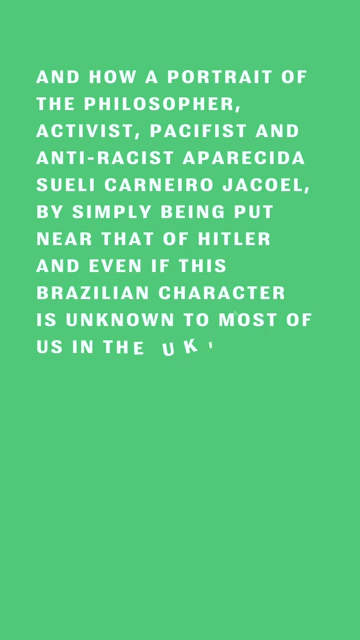 AND HOW A PORTRAIT OF
THE PHILOSOPHER,
ACTIVIST, PACIFIST AND
ANTI-RACIST APARECIDA
SUELI CARNEIRO JACOEL,
BY SIMPLY BEING PUT
NEAR THAT OF HITLER
AND EVEN IF THIS
BRAZILIAN CHARACTER
IS UNKNOWN TO MOST OF
US IN THE UK